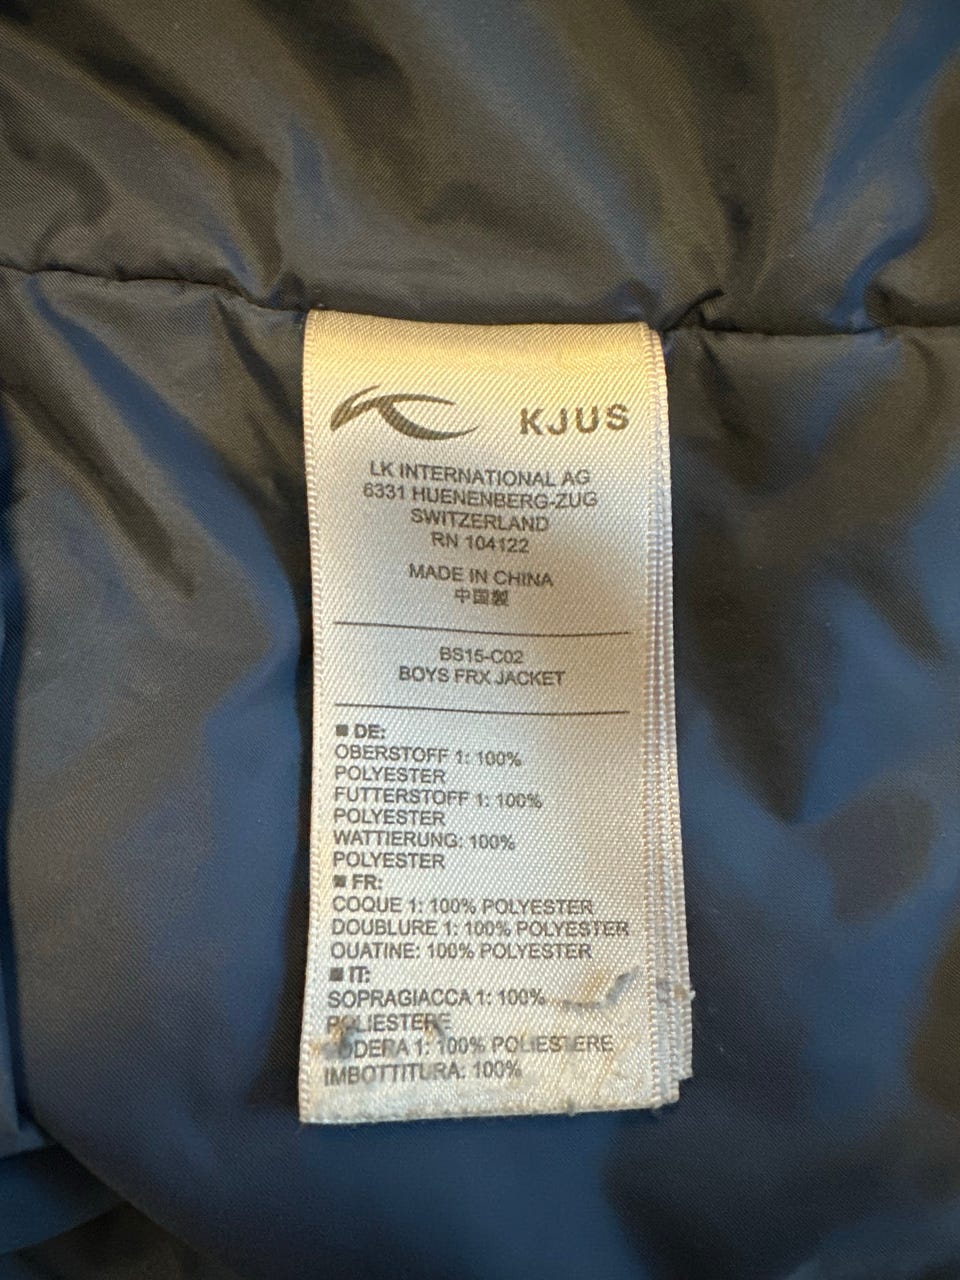 KJUS
LK INTERNATIONAL AG
6331 HUENENBERG-ZUG
SWITZERLAND
RN 104122
MADE IN CHINA
中国製
BS15-C02
BOYS FRX JACKET
■ DE:
OBERSTOFF 1: 100%
POLYESTER
FUTTERSTOFF 1: 100%
POLYESTER
WATTIERUNG: 100%
POLYESTER
■ FR:
COQUE 1: 100% POLYESTER
DOUBLURE 1: 100% POLYESTER
OUATINE: 100% POLYESTER
■ IT:
SOPRAGIACCA 1: 100%
POLIESTERE
FODERA 1: 100% POLIESTERE
IMBOTTITURA: 100%